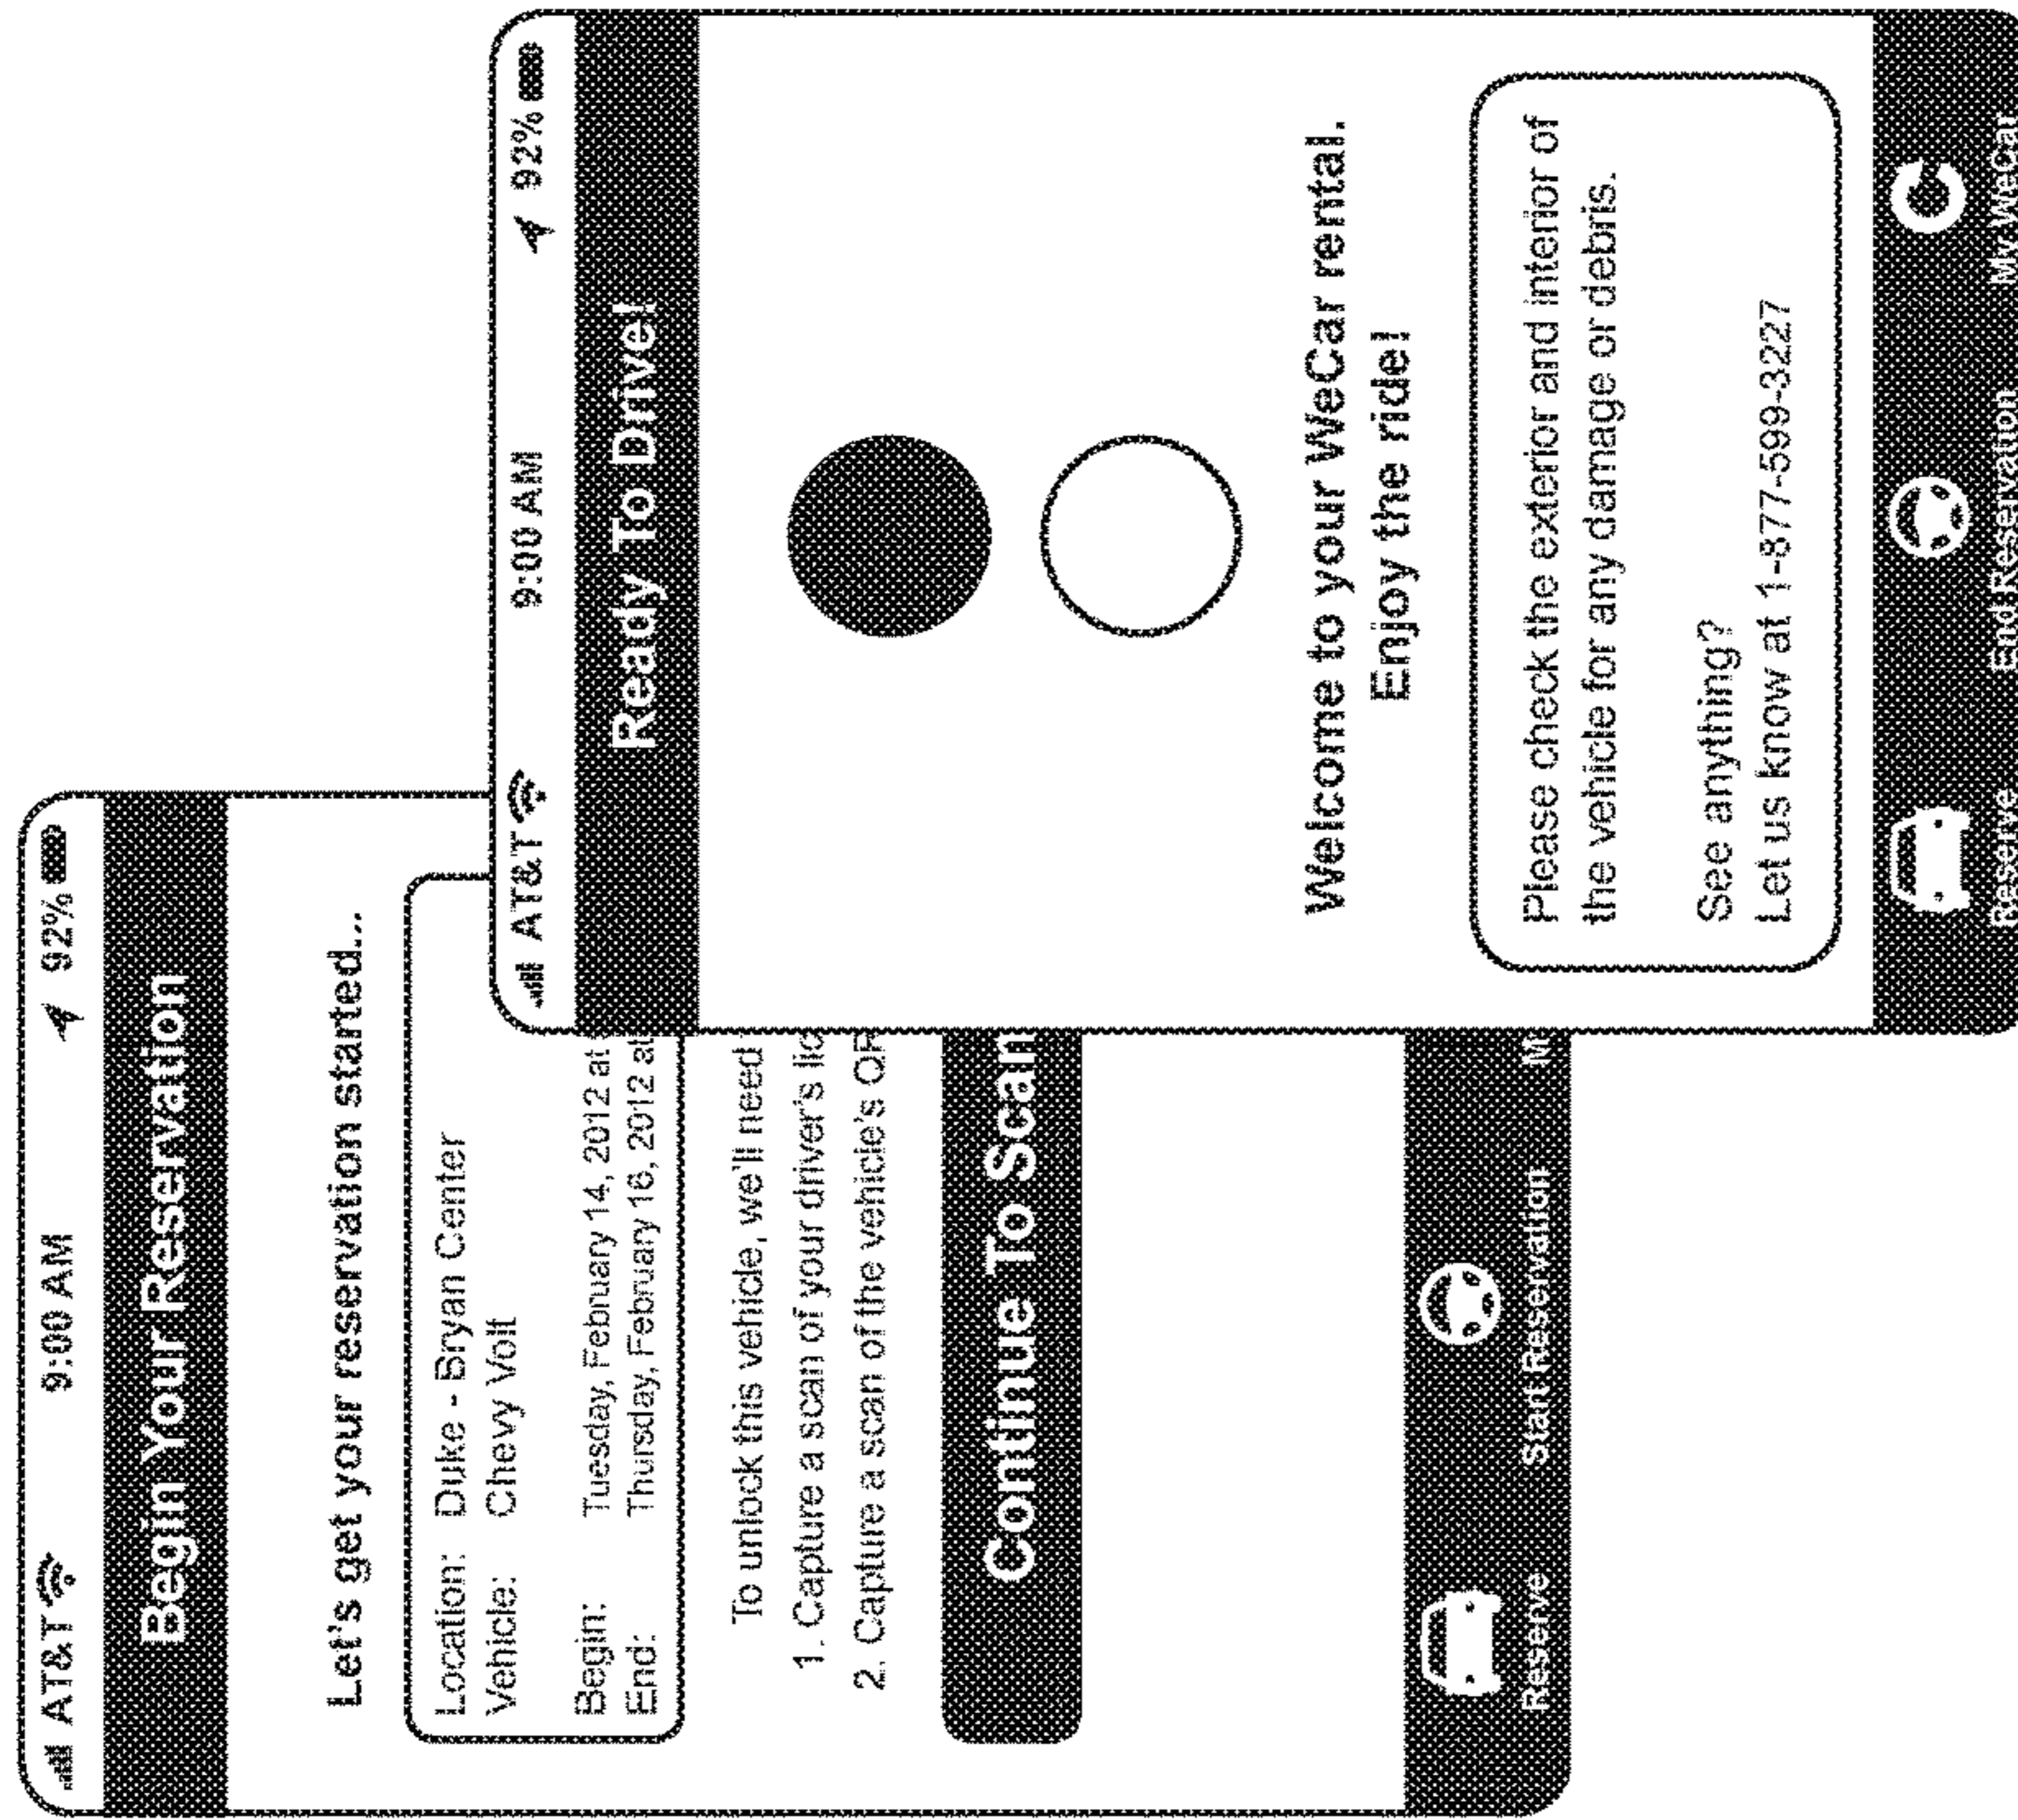 AT&T 9:00 AM 92%
Begin Your Reservation
Let's get your reservation started...
Location: Duke - Bryan Center
Vehicle: Chevy Volt
Begin: Tuesday, February 14, 2012 at
End: Thursday, February 16, 2012 at
To unlock this vehicle, we'll need
1. Capture a scan of your driver's lic
2. Capture a scan of the vehicle's
Continue To Scan
Reserve Start Reservation
AT&T 9:00 AM 92%
Ready To Drive!
Welcome to your WeCar rental.
Enjoy the ride!
Please check the exterior and interior of
the vehicle for any damage or debris.
See anything?
Let us know at 1-877-599-3227
Reserve End Reservation My WeCar